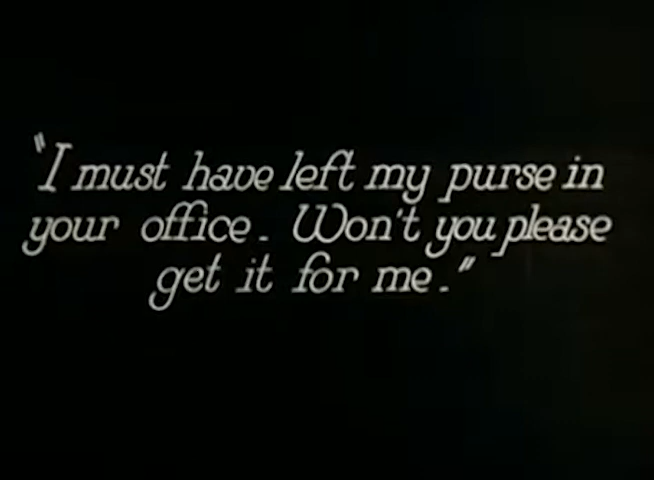 "I must have left my purse in
your office. Won't you please
get it for me."